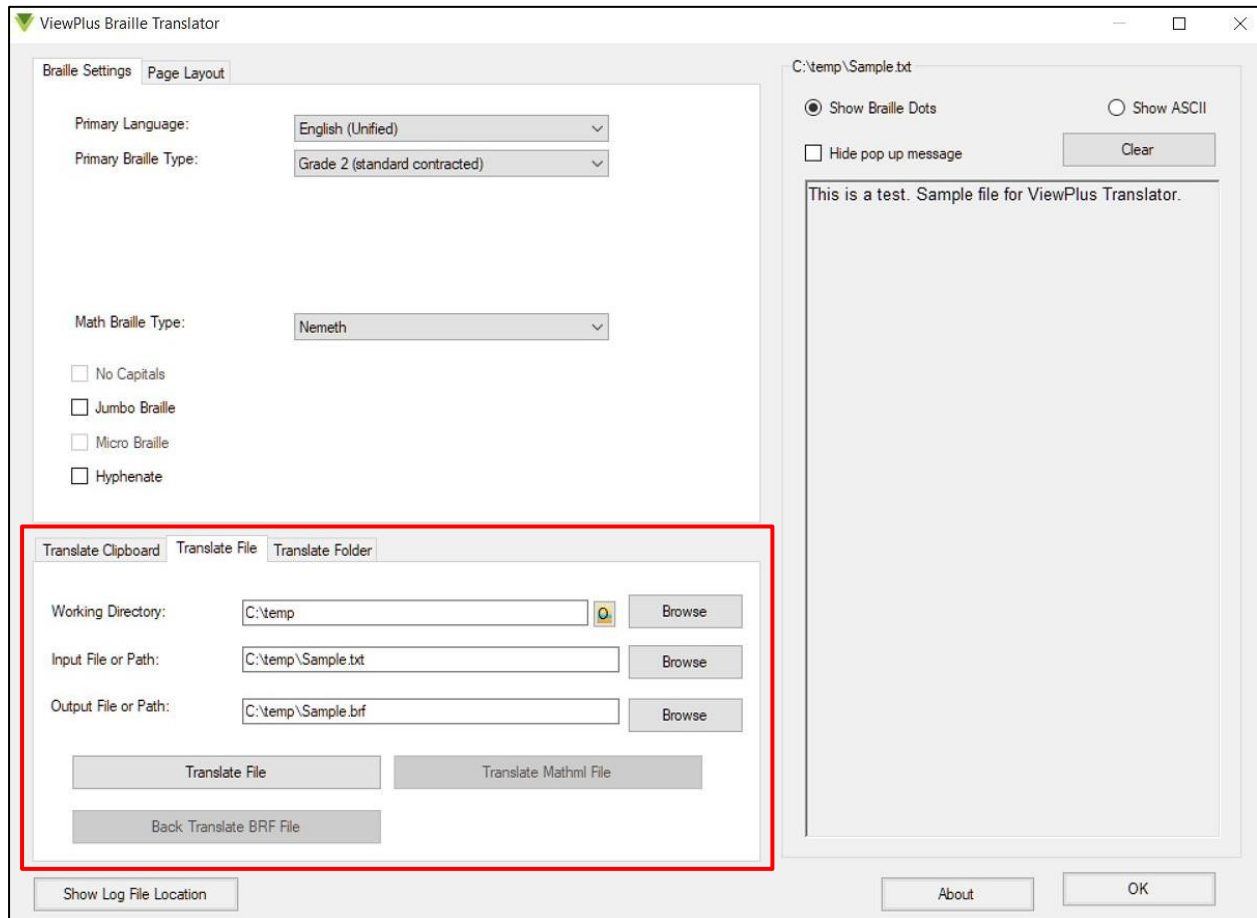 ViewPlus Braille Translator
Braille Settings Page Layout
Primary Language: English (Unified)
Primary Braille Type: Grade 2 (standard contracted)
Math Braille Type: Nemeth
No Capitals
Jumbo Braille
Micro Braille
Hyphenate
Translate Clipboard Translate File Translate Folder
Working Directory: C:\temp Browse
Input File or Path: C:\temp\Sample.txt Browse
Output File or Path: C:\temp\Sample.brf Browse
Translate File Translate Mathml File
Back Translate BRF File
Show Log File Location
C:\temp\Sample.txt
Show Braille Dots Show ASCII
Hide pop up message Clear
This is a test. Sample file for ViewPlus Translator.
About OK